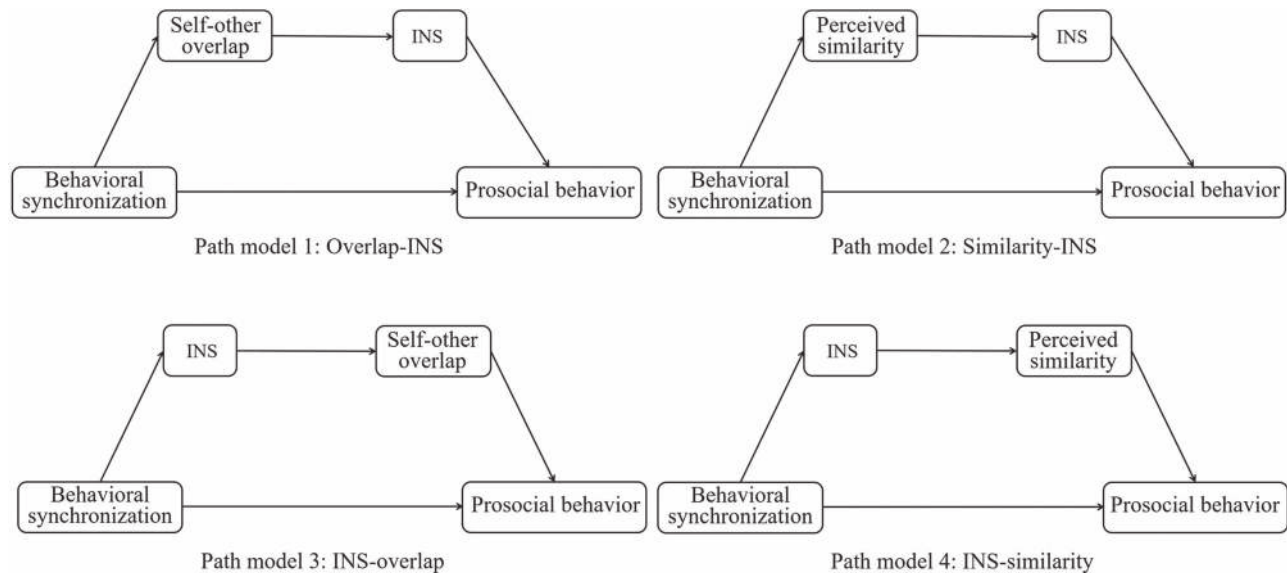 Self-other
overlap
INS
Behavioral
synchronization
Prosocial behavior
Path model 1: Overlap-INS
Perceived
similarity
INS
Behavioral
synchronization
Prosocial behavior
Path model 2: Similarity-INS
INS
Self-other
overlap
Behavioral
synchronization
Prosocial behavior
Path model 3: INS-overlap
INS
Perceived
similarity
Behavioral
synchronization
Prosocial behavior
Path model 4: INS-similarity